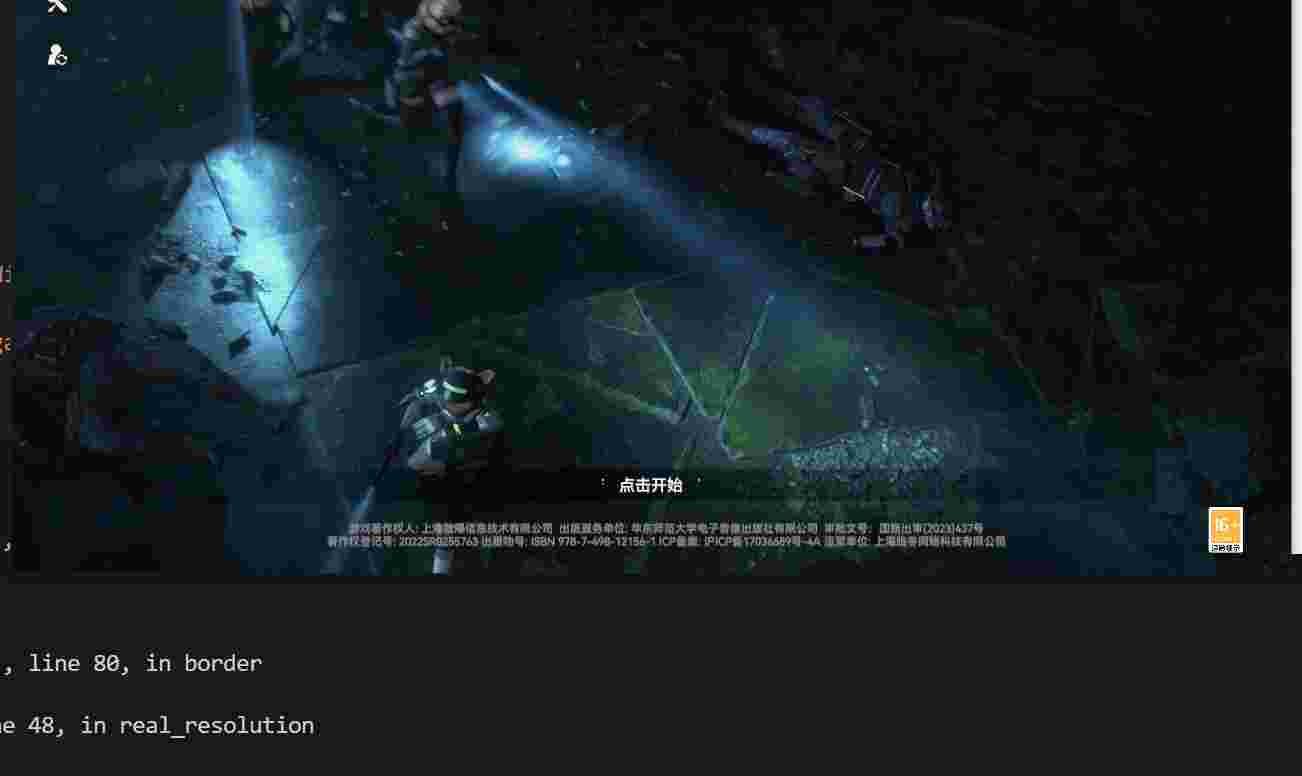 di
ga
点击开始
游戏著作权人: 上海散爆信息技术有限公司 出版服务单位: 华东师范大学电子音像出版社有限公司 审批文号: 国新出审[2023]437号
著作权登记号: 2022SR0255763 出版物号: ISBN 978-7-498-12156-1 ICP备案: 沪ICP备17036689号-4A 运营单位: 上海
网络科技有限公司
16+
适龄提示
,
, line 80, in border
ne 48, in real_resolution